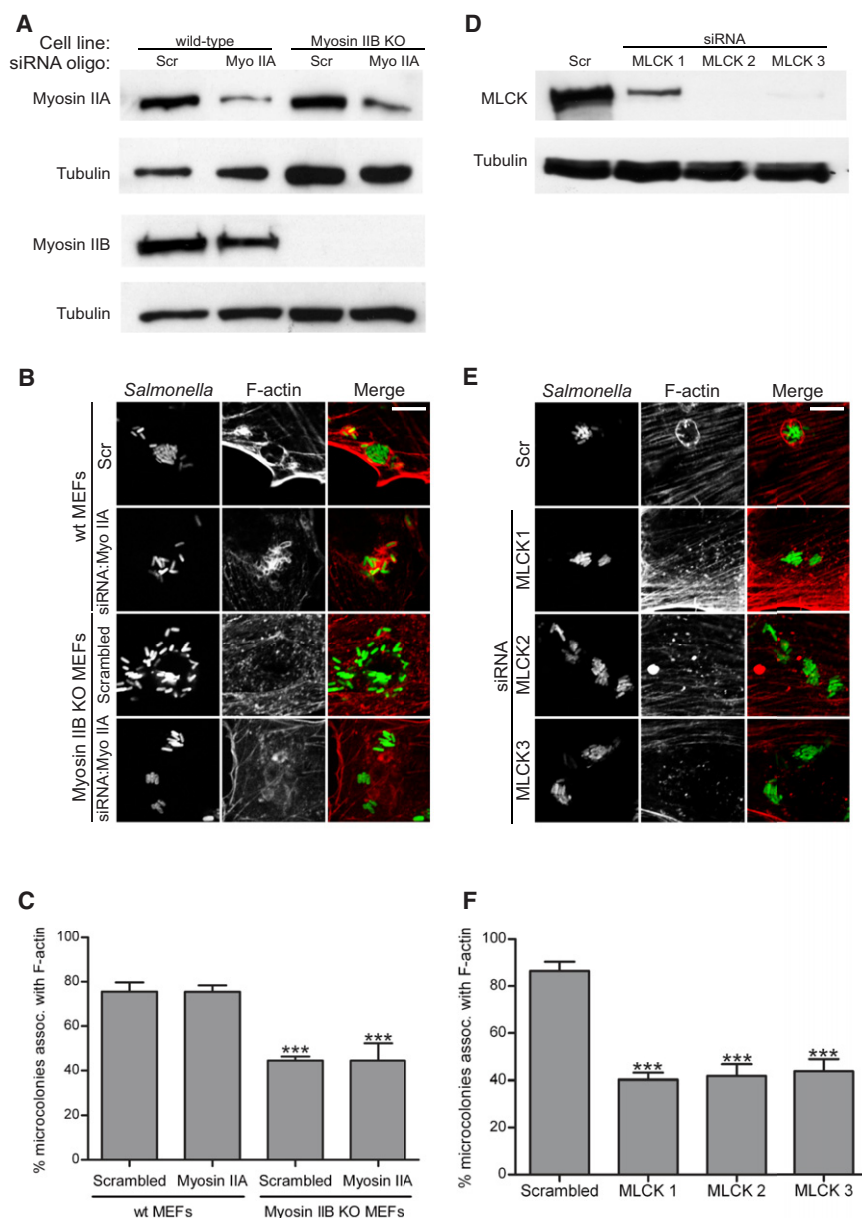 A
Cell line: wild-type Myosin IIB KO
siRNA oligo: Scr Myo IIA Scr Myo IIA
Myosin IIA
Tubulin
Myosin IIB
Tubulin
D
siRNA
Scr MLCK 1 MLCK 2 MLCK 3
MLCK
Tubulin
B
Salmonella F-actin Merge
wt MEFs
Scr
siRNA:Myo IIA
Myosin IIB KO MEFs
Scrambled
siRNA:Myo IIA
E
Salmonella F-actin Merge
Scr
siRNA
MLCK1
MLCK2
MLCK3
C
% microcolonies assoc. with F-actin
100
80
60
40
20
0
*** ***
Scrambled Myosin IIA Scrambled Myosin IIA
wt MEFs Myosin IIB KO MEFs
F
% microcolonies assoc. with F-actin
100
80
60
40
20
0
*** *** ***
Scrambled MLCK 1 MLCK 2 MLCK 3